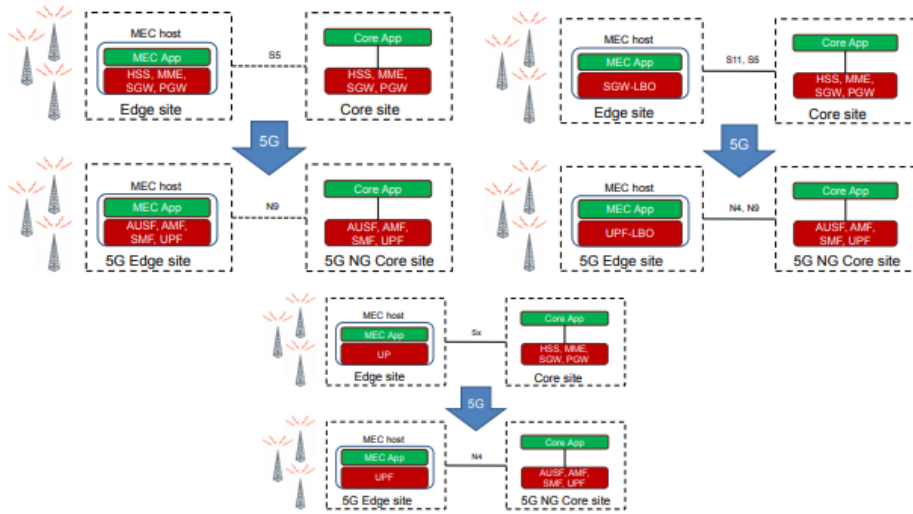 MEC host
MEC App
HSS, MME,
SGW, PGW
Edge site
S5
Core App
HSS, MME,
SGW, PGW
Core site
5G
MEC host
MEC App
AUSF, AMF,
SMF, UPF
5G Edge site
N9
Core App
AUSF, AMF,
SMF, UPF
5G NG Core site
MEC host
MEC App
SGW-LBO
Edge site
S11, S5
Core App
HSS, MME,
SGW, PGW
Core site
5G
MEC host
MEC App
UPF-LBO
5G Edge site
N4, N9
Core App
AUSF, AMF,
SMF, UPF
5G NG Core site
MEC host
MEC App
UP
Edge site
Sx
Core App
HSS, MME,
SGW, PGW
Core site
5G
MEC host
MEC App
UPF
5G Edge site
N4
Core App
AUSF, AMF,
SMF, UPF
5G NG Core site